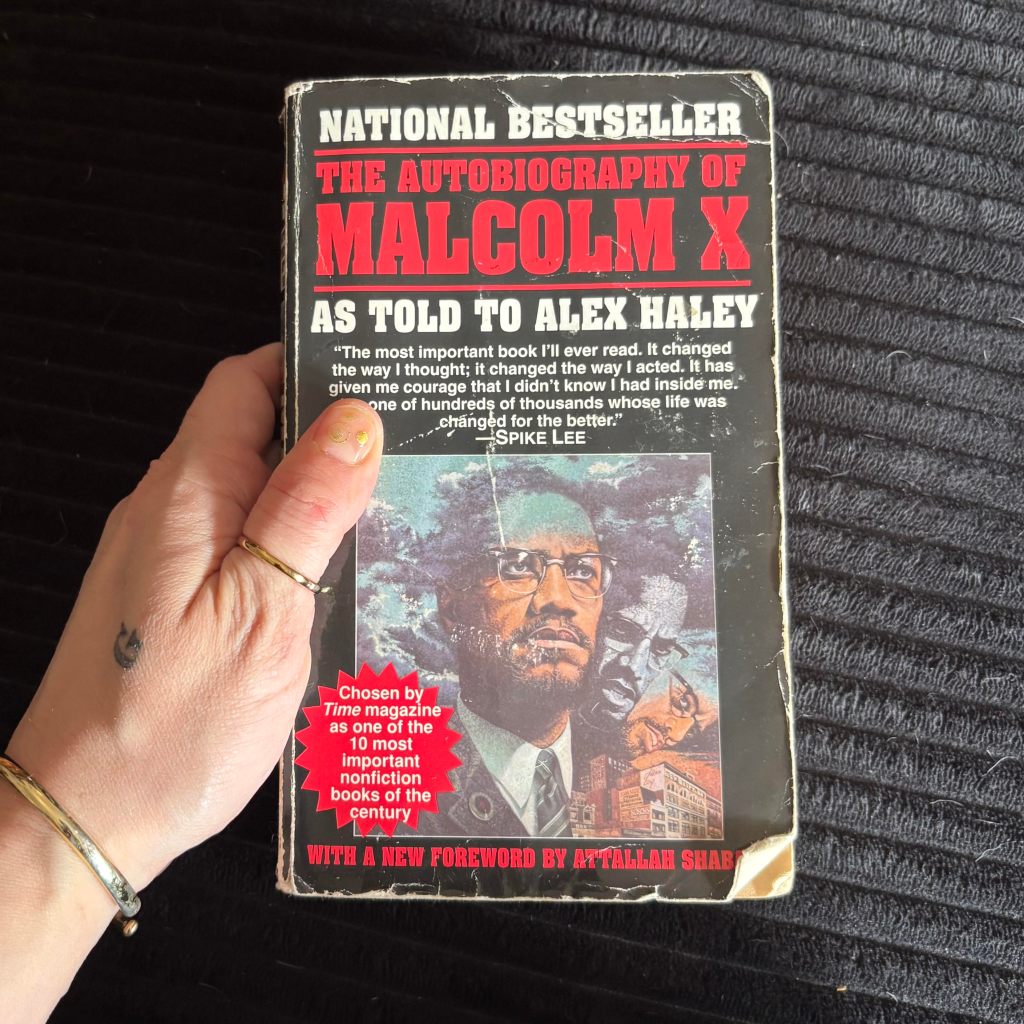 NATIONAL BESTSELLER
THE AUTOBIOGRAPHY OF
MALCOLM X
AS TOLD TO ALEX HALEY
“The most important book I’ll ever read. It changed
the way I thought; it changed the way I acted. It has
given me courage that I didn’t know I had inside me.
one of hundreds of thousands whose life was
changed for the better.”
—SPIKE LEE
Chosen by
Time magazine
as one of the
10 most
important
nonfiction
books of the
century
WITH A NEW FOREWORD BY ATTALLAH